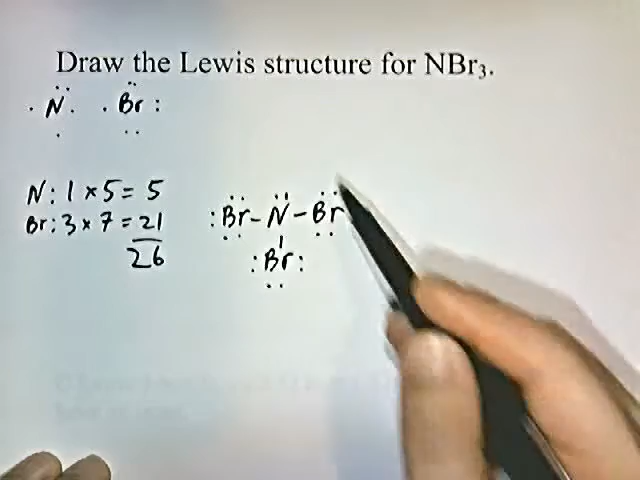 Draw the Lewis structure for NBr₃.
N Br :
N : 1 × 5 = 5
Br : 3 × 7 = 21
26
: Br – N – Br
: Br :